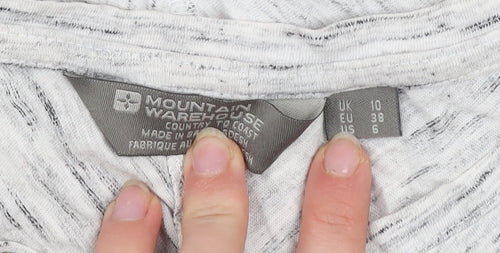 MOUNTAIN
WAREHOUSE
COUNTRY TO COAST
MADE IN
FABRIQUE AU
UK 10
EU 38
US 6